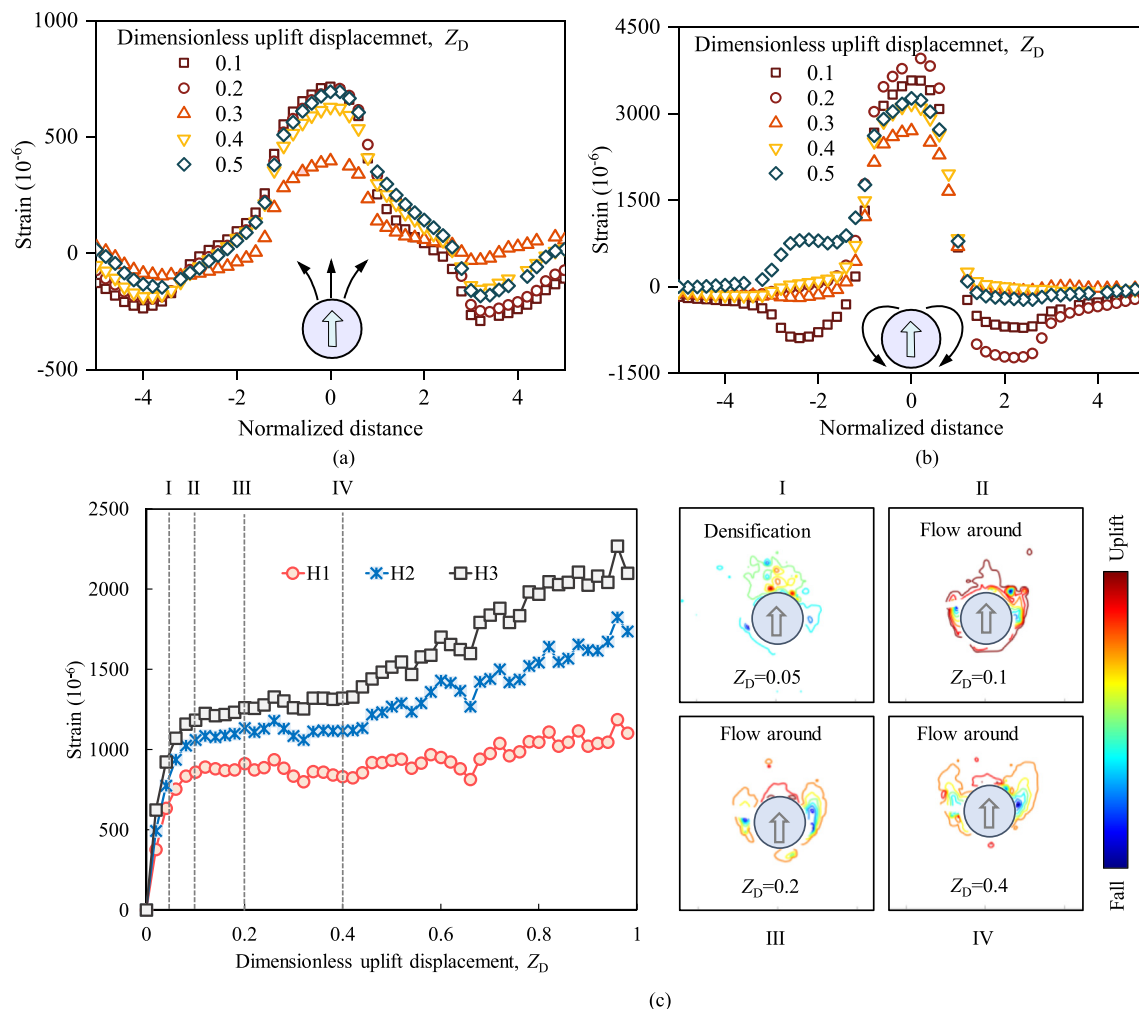 1000
500
0
-500
Strain (10-6)
Dimensionless uplift displacemnet, ZD
0.1
0.2
0.3
0.4
0.5
-4 -2 0 2 4
Normalized distance
(a)
4500
3000
1500
0
-1500
Strain (10-6)
Dimensionless uplift displacemnet, ZD
0.1
0.2
0.3
0.4
0.5
-4 -2 0 2 4
Normalized distance
(b)
I II III IV
2500
2000
1500
1000
500
0
Strain (10-6)
H1 H2 H3
0 0.2 0.4 0.6 0.8 1
Dimensionless uplift displacement, ZD
I II
Densification
ZD=0.05
Flow around
ZD=0.1
Flow around
ZD=0.2
Flow around
ZD=0.4
III IV
Uplift
Fall
(c)